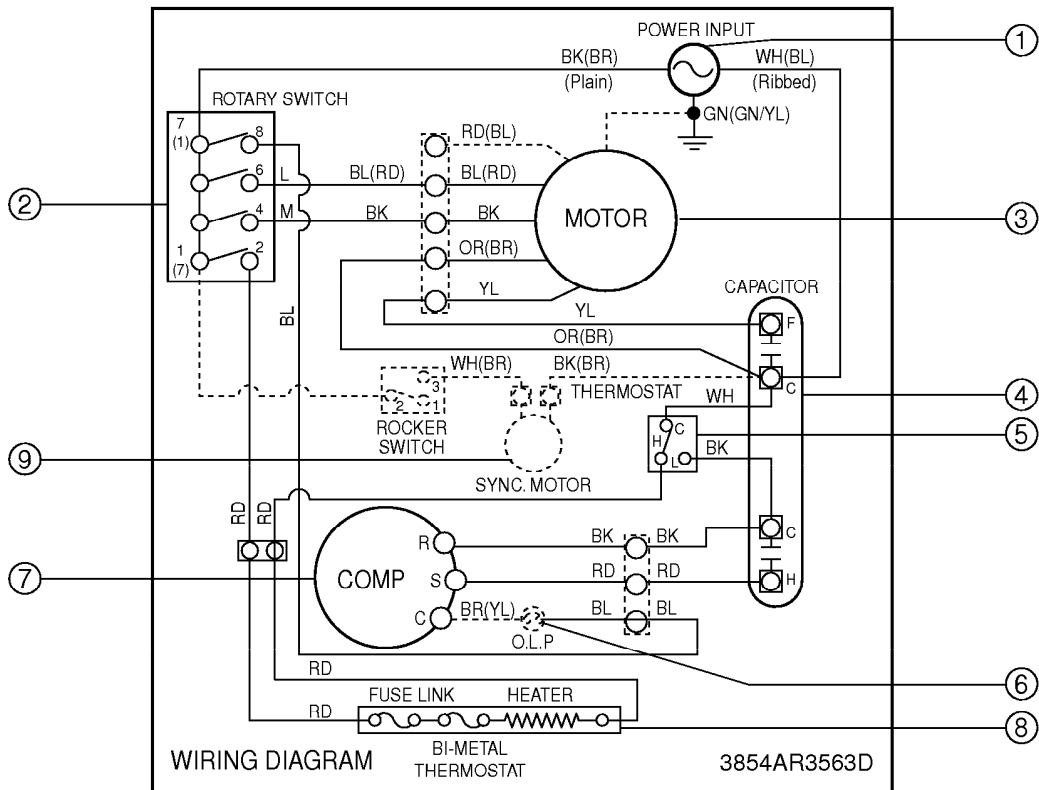 POWER INPUT
1
BK(BR)
(Plain)
WH(BL)
(Ribbed)
ROTARY SWITCH
GN(GN/YL)
7
(1)
8
RD(BL)
6
L
BL(RD)
BL(RD)
2
4
M
BK
BK
MOTOR
3
1
(7)
2
OR(BR)
YL
CAPACITOR
BL
YL
F
OR(BR)
WH(BR)
BK(BR)
3
2
1
THERMOSTAT
C
WH
4
ROCKER
SWITCH
C
H
L
BK
5
9
SYNC. MOTOR
RD
RD
R
BK
BK
C
7
COMP
S
RD
RD
H
C
BR(YL)
BL
BL
O.L.P
RD
6
FUSE LINK
HEATER
RD
8
BI-METAL
THERMOSTAT
WIRING DIAGRAM
3854AR3563D